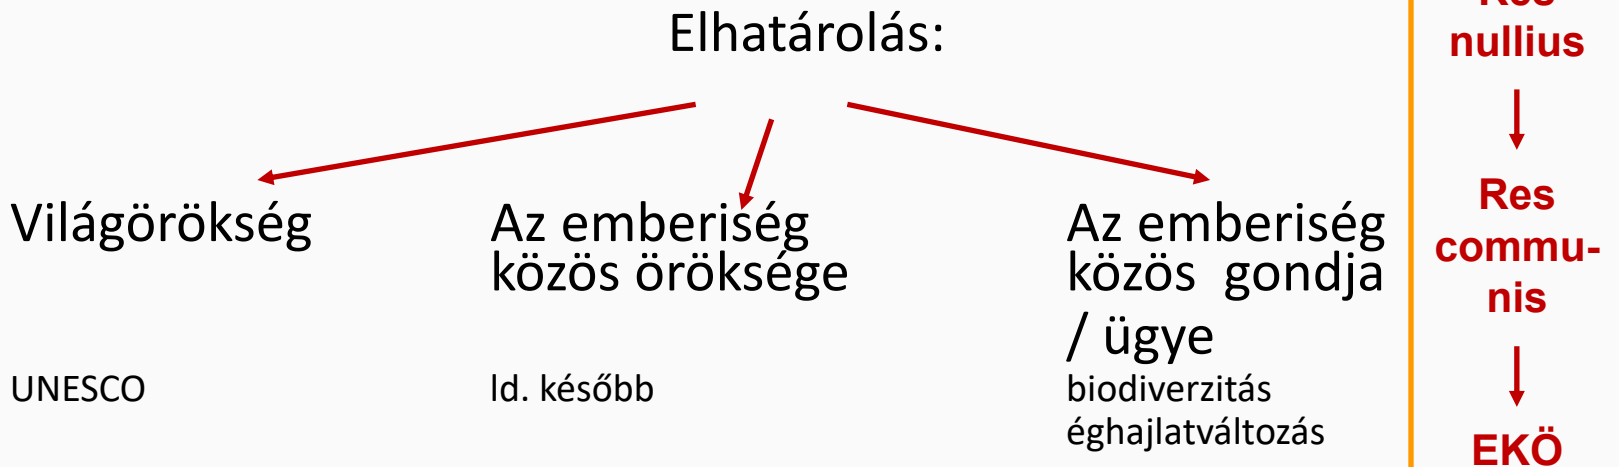 Elhatárolás:
Világörökség
UNESCO
Az emberiség
közös öröksége
ld. később
Az emberiség
közös gondja
/ ügye
biodiverzitás
éghajlatváltozás
Res
nullius
Res
commu-
nis
EKÖ